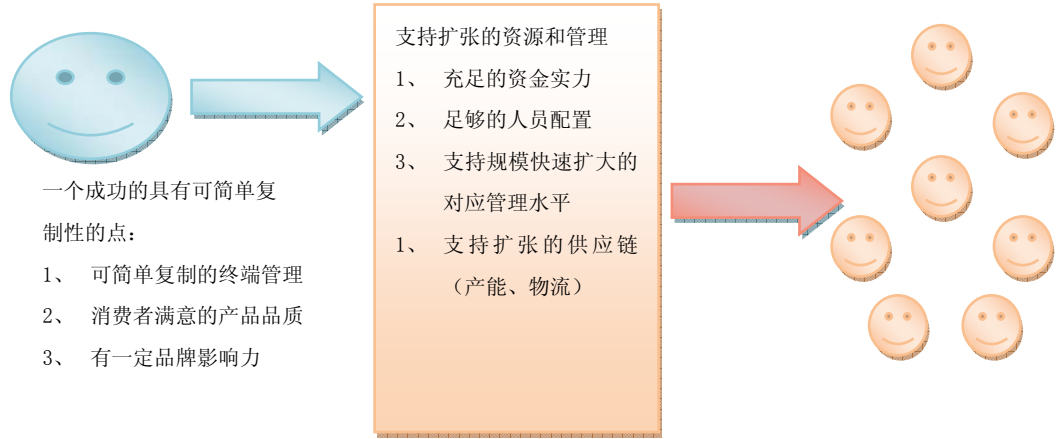 一个成功的具有可简单复
制性的点:
1、 可简单复制的终端管理
2、 消费者满意的产品品质
3、 有一定品牌影响力
支持扩张的资源和管理
1、 充足的资金实力
2、 足够的人员配置
3、 支持规模快速扩大的
对应管理水平
1、 支持扩张的供应链
（产能、物流）